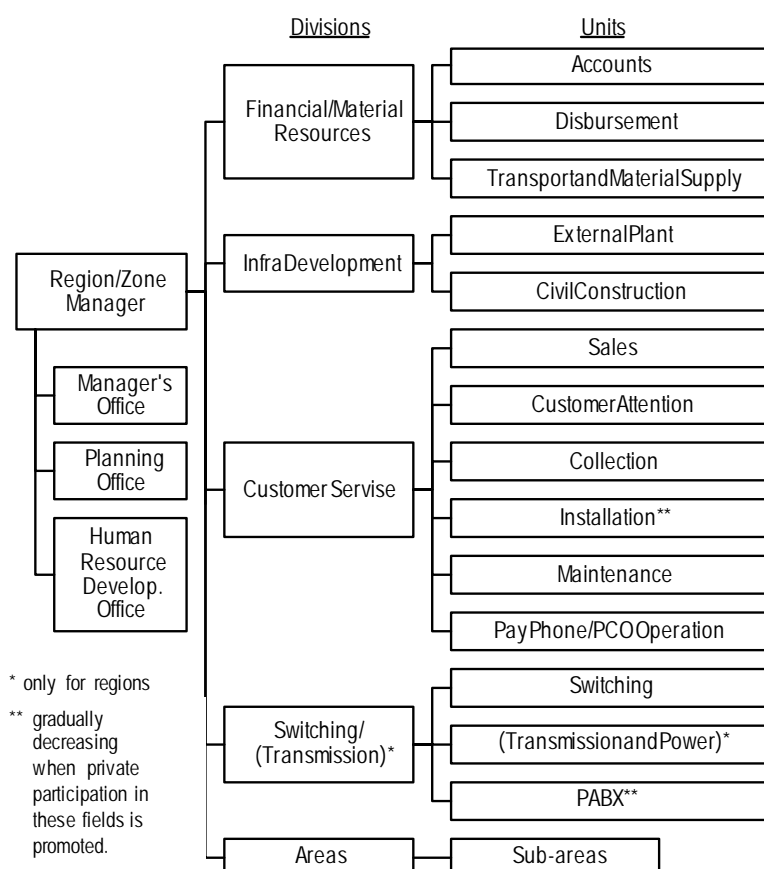 Divisions
Units
Financial/Material
Resources
Accounts
Disbursement
TransportandMaterialSupply
Region/Zone
Manager
InfraDevelopment
ExternalPlant
CivilConstruction
Manager's
Office
Planning
Office
Human
Resource
Develop.
Office
CustomerServise
Sales
CustomerAttention
Collection
Installation**
Maintenance
PayPhone/PCOOperation
* only for regions
** gradually
decreasing
when private
participation in
these fields is
promoted.
Switching/
(Transmission)*
Switching
(TransmissionandPower)*
PABX**
Areas
Sub-areas